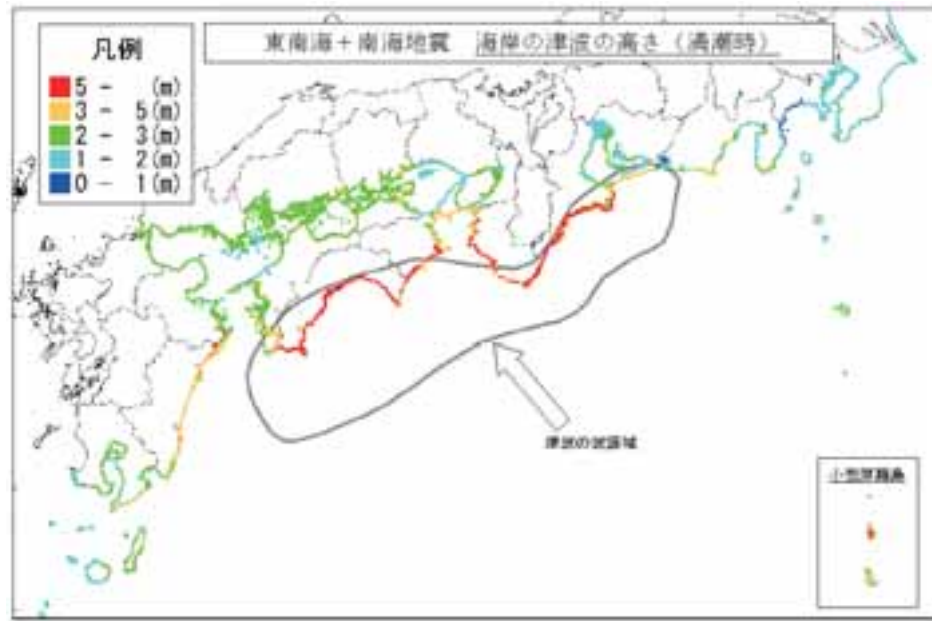 東南海＋南海地震　海岸の津波の高さ（満潮時）
凡例
5 -　　(m)
3 -　5(m)
2 -　3(m)
1 -　2(m)
0 -　1(m)
津波の波源域
小笠原諸島